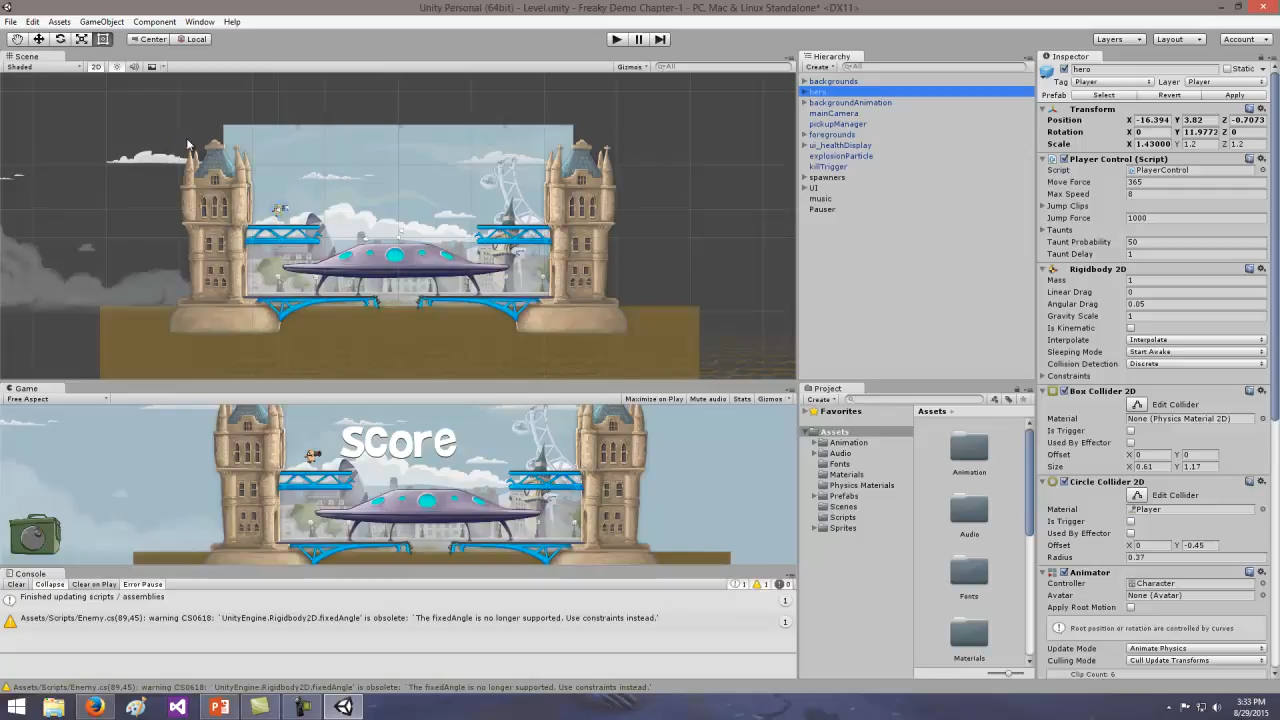 Unity Personal (64bit) - Level.unity - Freaky Demo Chapter-1 - PC, Mac & Linux Standalone* <DX11>
File Edit Assets GameObject Component Window Help
Center Local Layers Layout Account
Scene
Shaded 2D Gizmos All
Game
Free Aspect Maximize on Play Mute audio Stats Gizmos
score
Console
Clear Collapse Clear on Play Error Pause 1 1 0
Finished updating scripts / assemblies 1
Assets/Scripts/Enemy.cs(89,45): warning CS0618: `UnityEngine.Rigidbody2D.fixedAngle' is obsolete: `The fixedAngle is no longer supported. Use constraints instead.' 1
Hierarchy
Create All
backgrounds
hero
backgroundAnimation
mainCamera
pickupManager
foregrounds
ui_healthDisplay
explosionParticle
killTrigger
spawners
UI
music
Pauser
Project
Create
Favorites
Assets
Animation
Audio
Fonts
Materials
Physics Materials
Prefabs
Scenes
Scripts
Sprites
Assets
Animation
Audio
Fonts
Materials
Inspector
hero Static
Tag Player Layer Player
Prefab Select Revert Apply
Transform
Position X -16.394 Y 3.82 Z -0.7073
Rotation X 0 Y 11.9772 Z 0
Scale X 1.43000 Y 1.2 Z 1.2
Player Control (Script)
Script PlayerControl
Move Force 365
Max Speed 8
Jump Clips
Jump Force 1000
Taunts
Taunt Probability 50
Taunt Delay 1
Rigidbody 2D
Mass 1
Linear Drag 0
Angular Drag 0.05
Gravity Scale 1
Is Kinematic
Interpolate Interpolate
Sleeping Mode Start Awake
Collision Detection Discrete
Constraints
Box Collider 2D
Edit Collider
Material None (Physics Material 2D)
Is Trigger
Used By Effector
Offset X 0 Y 0
Size X 0.61 Y 1.17
Circle Collider 2D
Edit Collider
Material Player
Is Trigger
Used By Effector
Offset X 0 Y -0.45
Radius 0.37
Animator
Controller Character
Avatar None (Avatar)
Apply Root Motion
Root position or rotation are controlled by curves
Update Mode Animate Physics
Culling Mode Cull Update Transforms
Clip Count: 6
Assets/Scripts/Enemy.cs(89,45): warning CS0618: `UnityEngine.Rigidbody2D.fixedAngle' is obsolete: `The fixedAngle is no longer supported. Use constraints instead.'
3:33 PM
8/29/2015